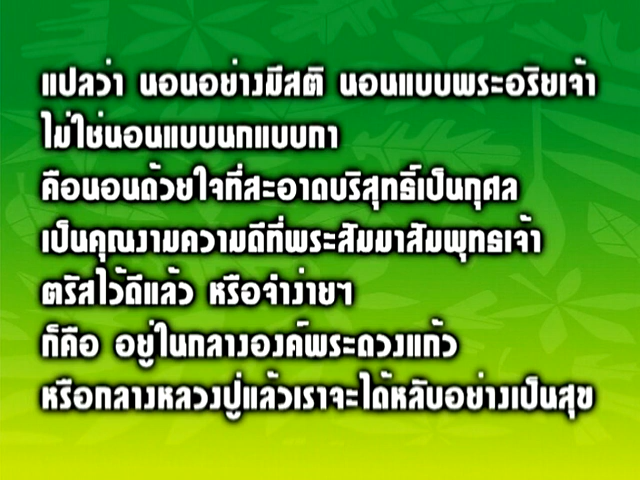 แปลว่า นอนอย่างมีสติ นอนแบบพระอริยเจ้า
ไม่ใช่นอนแบบนกแบบกา
คือนอนด้วยใจที่สะอาดบริสุทธิ์เป็นกุศล
เป็นคุณงามความดีที่พระสัมมาสัมพุทธเจ้า
ตรัสไว้ดีแล้ว หรือจำง่ายๆ
ก็คือ อยู่ในกลางองค์พระดวงแก้ว
หรือกลางหลวงปู่แล้วเราจะได้หลับอย่างเป็นสุข